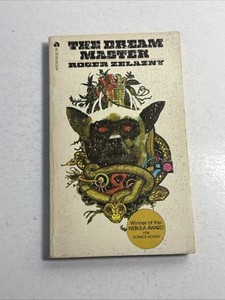 THE DREAM
MASTER
ROGER ZELAZNY
Winner of the
NEBULA AWARD
FOR
SCIENCE FICTION